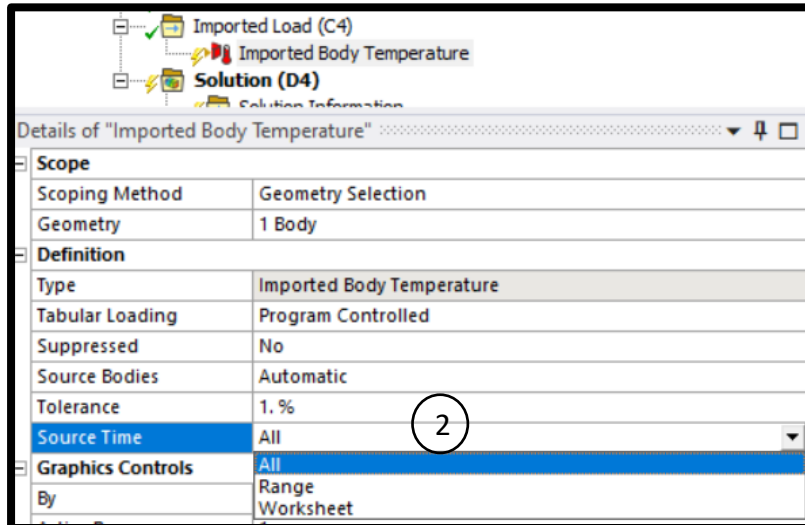 Imported Load (C4)
Imported Body Temperature
Solution (D4)
Solution Information
Details of "Imported Body Temperature"
Scope
Scoping Method Geometry Selection
Geometry 1 Body
Definition
Type Imported Body Temperature
Tabular Loading Program Controlled
Suppressed No
Source Bodies Automatic
Tolerance 1. %
2
Source Time All
Graphics Controls All
Range
By
Worksheet